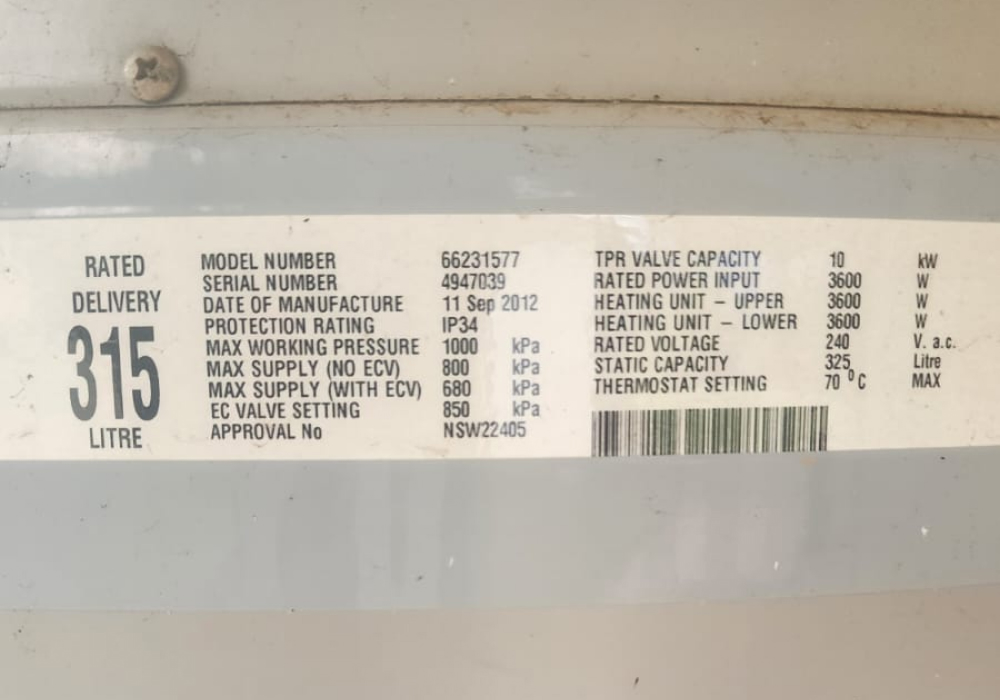 RATED
DELIVERY
315
LITRE
MODEL NUMBER 66231577
SERIAL NUMBER 4947039
DATE OF MANUFACTURE 11 Sep 2012
PROTECTION RATING IP34
MAX WORKING PRESSURE 1000 kPa
MAX SUPPLY (NO ECV) 800 kPa
MAX SUPPLY (WITH ECV) 680 kPa
EC VALVE SETTING 850 kPa
APPROVAL No NSW22405
TPR VALVE CAPACITY 10 kW
RATED POWER INPUT 3600 W
HEATING UNIT – UPPER 3600 W
HEATING UNIT – LOWER 3600 W
RATED VOLTAGE 240 V. a.c.
STATIC CAPACITY 325 Litre
THERMOSTAT SETTING 70 °C MAX